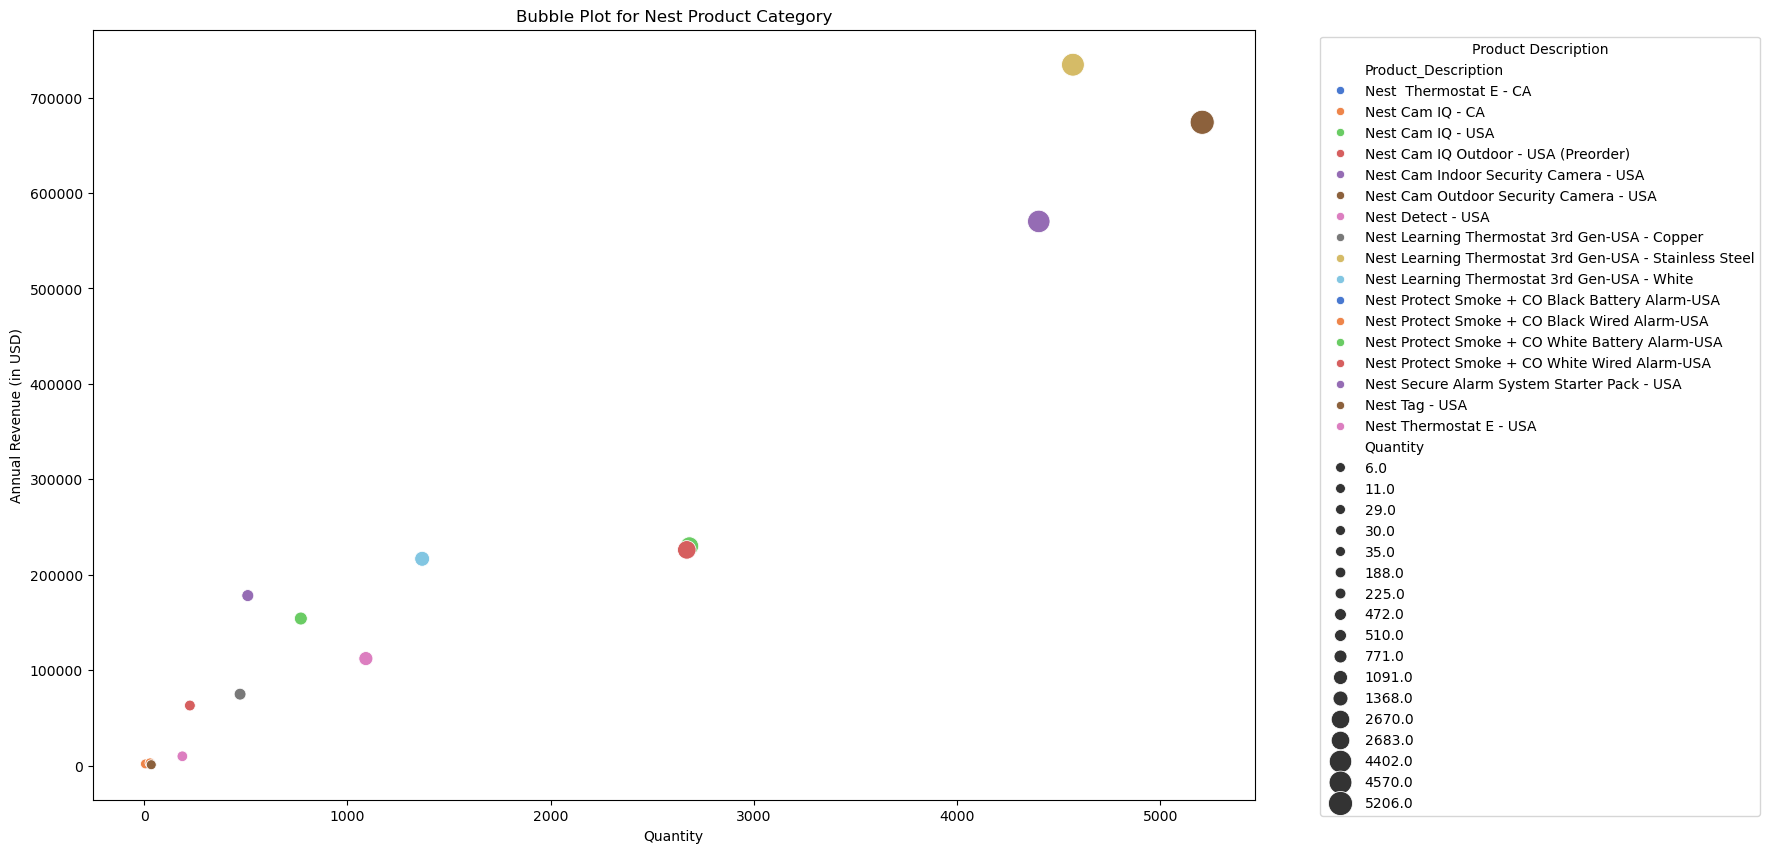 Bubble Plot for Nest Product Category
700000
600000
500000
400000
300000
200000
100000
0
Annual Revenue (in USD)
0
1000
2000
3000
4000
5000
Quantity
Product Description
Product_Description
Nest  Thermostat E - CA
Nest Cam IQ - CA
Nest Cam IQ - USA
Nest Cam IQ Outdoor - USA (Preorder)
Nest Cam Indoor Security Camera - USA
Nest Cam Outdoor Security Camera - USA
Nest Detect - USA
Nest Learning Thermostat 3rd Gen-USA - Copper
Nest Learning Thermostat 3rd Gen-USA - Stainless Steel
Nest Learning Thermostat 3rd Gen-USA - White
Nest Protect Smoke + CO Black Battery Alarm-USA
Nest Protect Smoke + CO Black Wired Alarm-USA
Nest Protect Smoke + CO White Battery Alarm-USA
Nest Protect Smoke + CO White Wired Alarm-USA
Nest Secure Alarm System Starter Pack - USA
Nest Tag - USA
Nest Thermostat E - USA
Quantity
6.0
11.0
29.0
30.0
35.0
188.0
225.0
472.0
510.0
771.0
1091.0
1368.0
2670.0
2683.0
4402.0
4570.0
5206.0